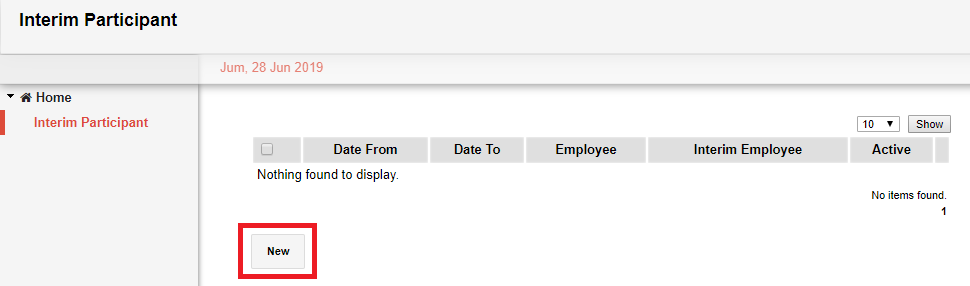 Interim Participant
Jum, 28 Jun 2019
Home
Interim Participant
10 Show
Date From Date To Employee Interim Employee Active
Nothing found to display.
No items found.
1
New